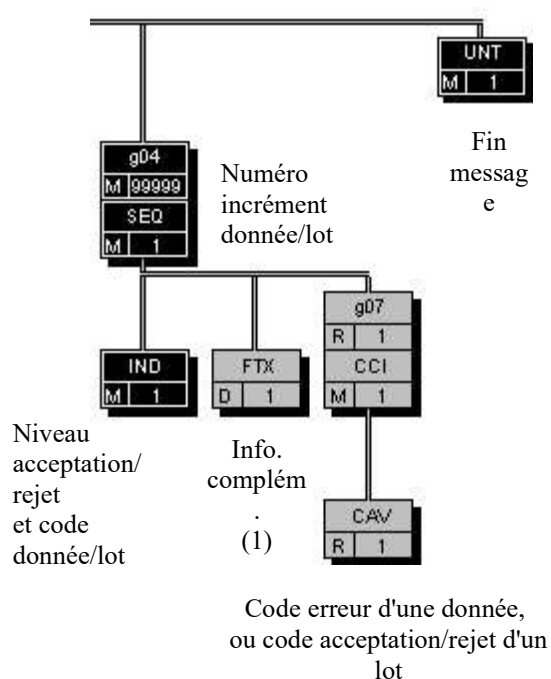 UNT
M 1
Fin
messag
e
g04
M 99999
SEQ
M 1
Numéro
incrément
donnée/lot
IND
M 1
Niveau
acceptation/
rejet
et code
donnée/lot
FTX
D 1
Info.
complém
.
(1)
g07
R 1
CCI
M 1
CAV
R 1
Code erreur d'une donnée,
ou code acceptation/rejet d'un
lot